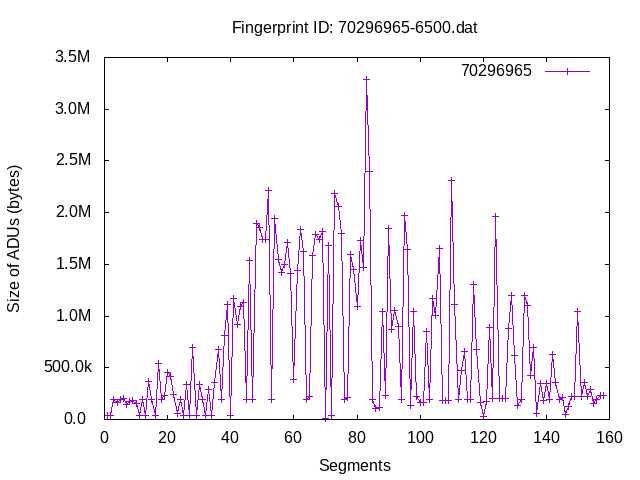 Fingerprint ID: 70296965-6500.dat
3.5M
70296965
3.0M
2.5M
2.0M
1.5M
1.0M
500.0k
0.0
Size of ADUs (bytes)
0 20 40 60 80 100 120 140 160
Segments